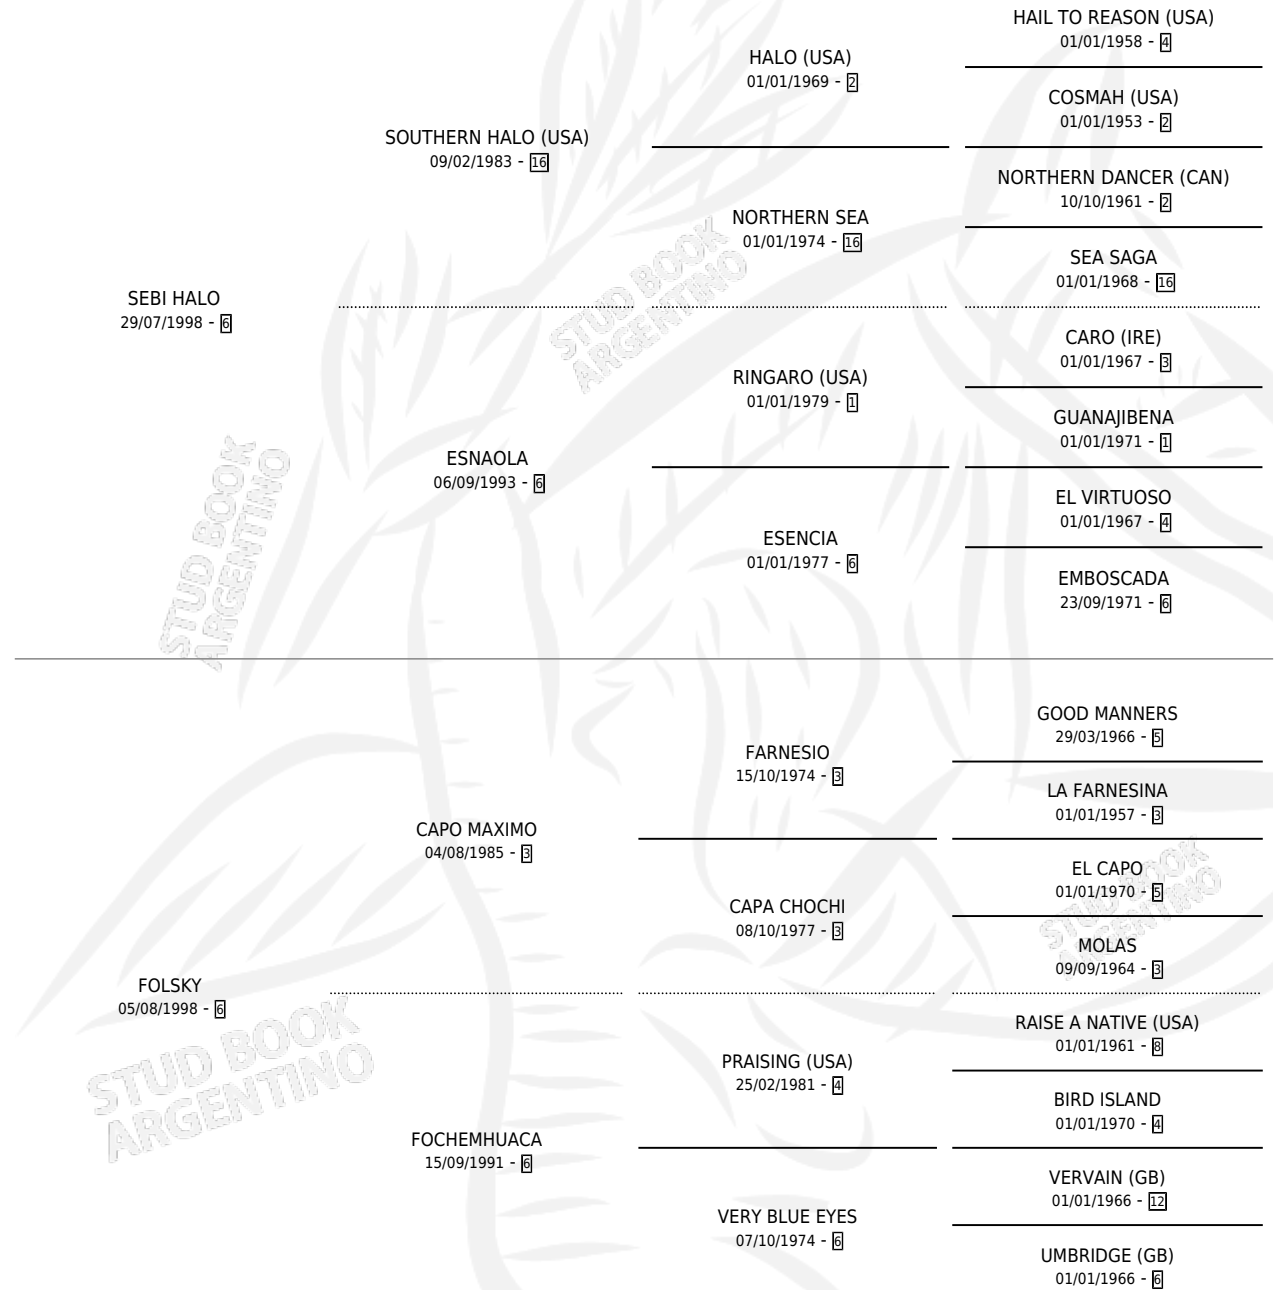 HAIL TO REASON (USA)
01/01/1958 - 4
HALO (USA)
01/01/1969 - 2
COSMAH (USA)
01/01/1953 - 2
SOUTHERN HALO (USA)
09/02/1983 - 16
NORTHERN DANCER (CAN)
10/10/1961 - 2
NORTHERN SEA
01/01/1974 - 16
SEA SAGA
01/01/1968 - 16
SEBI HALO
29/07/1998 - 6
CARO (IRE)
01/01/1967 - 3
RINGARO (USA)
01/01/1979 - 1
GUANAJIBENA
01/01/1971 - 1
ESNAOLA
06/09/1993 - 6
EL VIRTUOSO
01/01/1967 - 4
ESENCIA
01/01/1977 - 6
EMBOSCADA
23/09/1971 - 6
GOOD MANNERS
29/03/1966 - 5
FARNESIO
15/10/1974 - 3
LA FARNESINA
01/01/1957 - 3
CAPO MAXIMO
04/08/1985 - 3
EL CAPO
01/01/1970 - 5
CAPA CHOCHI
08/10/1977 - 3
MOLAS
09/09/1964 - 3
FOLSKY
05/08/1998 - 6
RAISE A NATIVE (USA)
01/01/1961 - 8
PRAISING (USA)
25/02/1981 - 4
BIRD ISLAND
01/01/1970 - 4
FOCHEMHUACA
15/09/1991 - 6
VERVAIN (GB)
01/01/1966 - 12
VERY BLUE EYES
07/10/1974 - 6
UMBRIDGE (GB)
01/01/1966 - 6
STUD BOOK
ARGENTINO
STUD BOOK
ARGENTINO
STUD BOOK
ARGENTINO
STUD BOOK
ARGENTINO